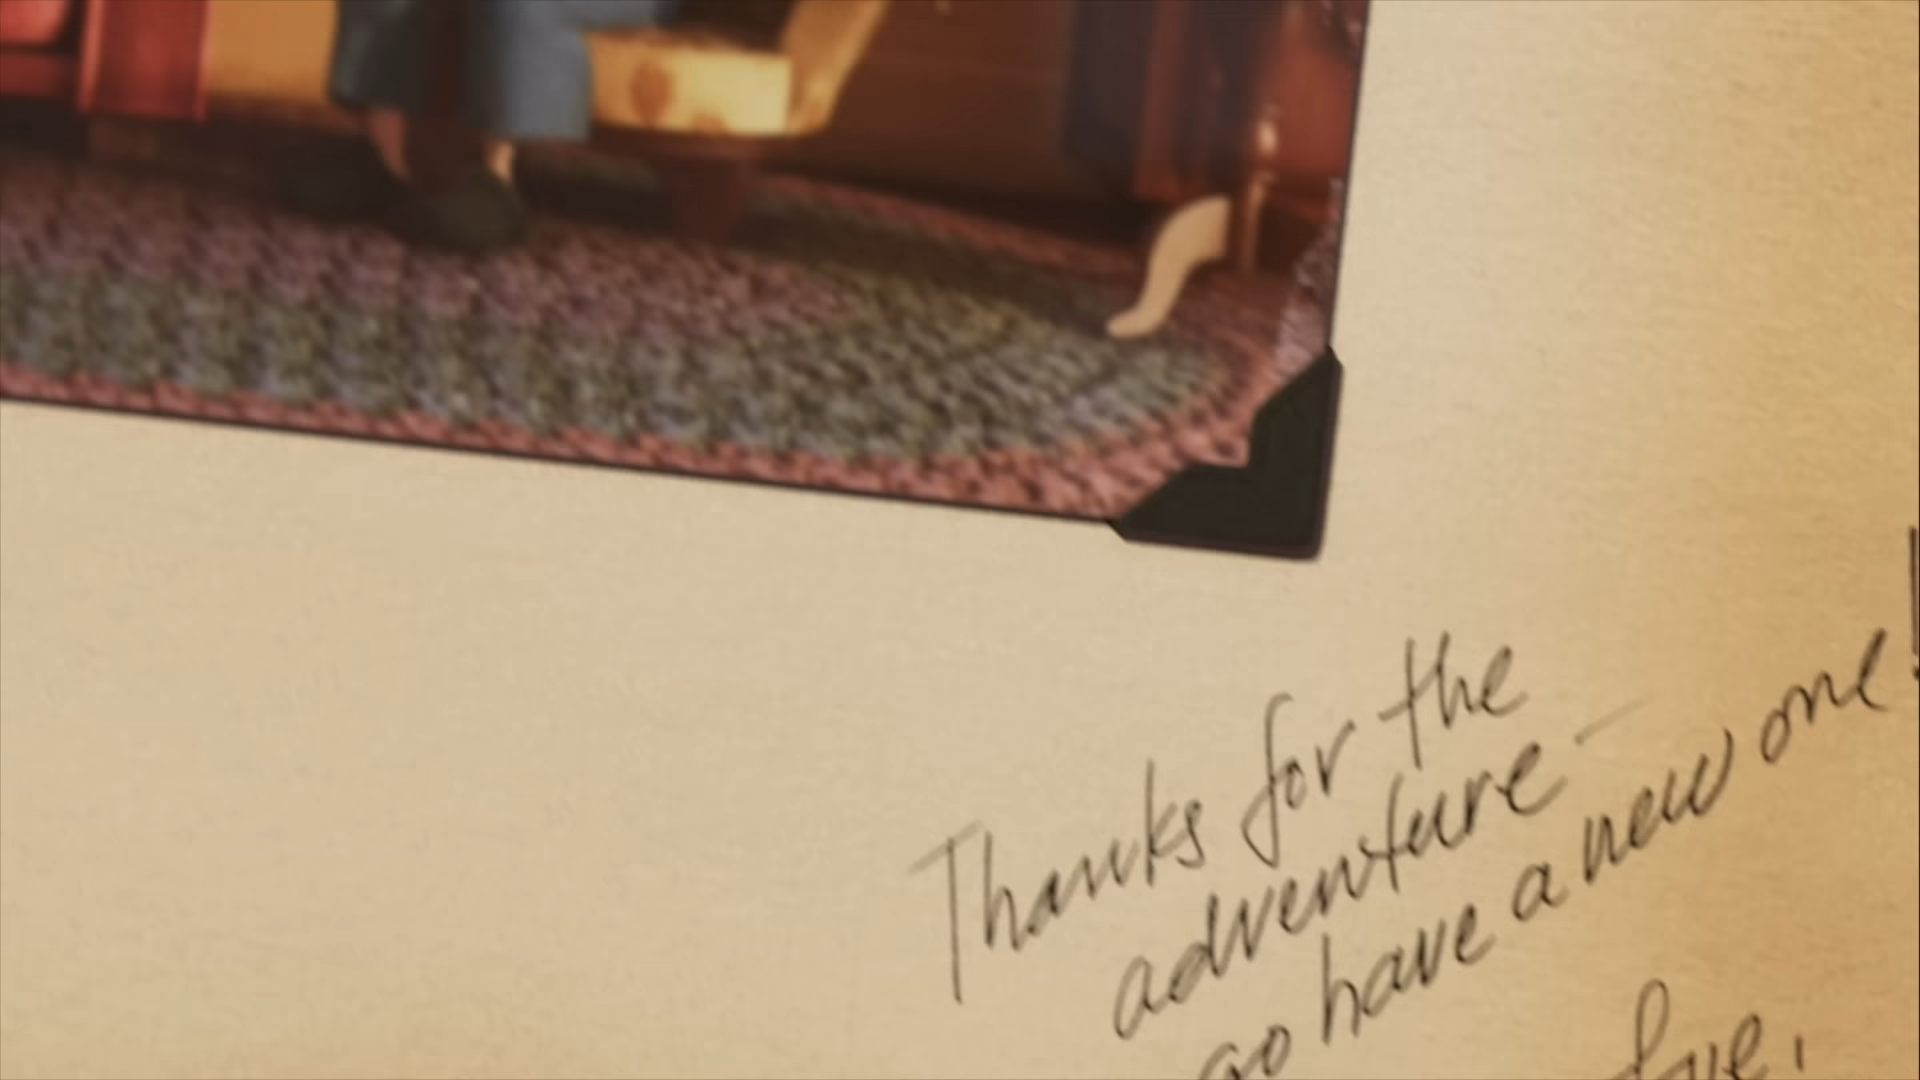 Thanks for the
adventure –
go have a new one!